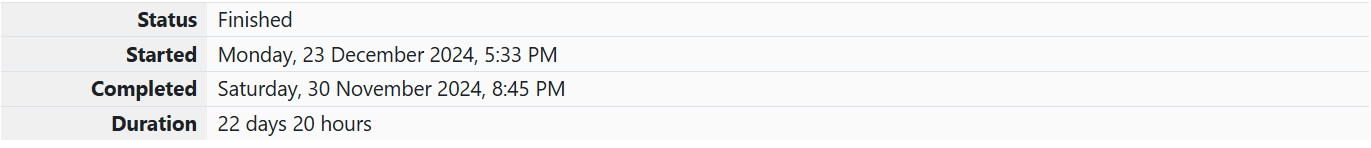 Status Finished
Started Monday, 23 December 2024, 5:33 PM
Completed Saturday, 30 November 2024, 8:45 PM
Duration 22 days 20 hours